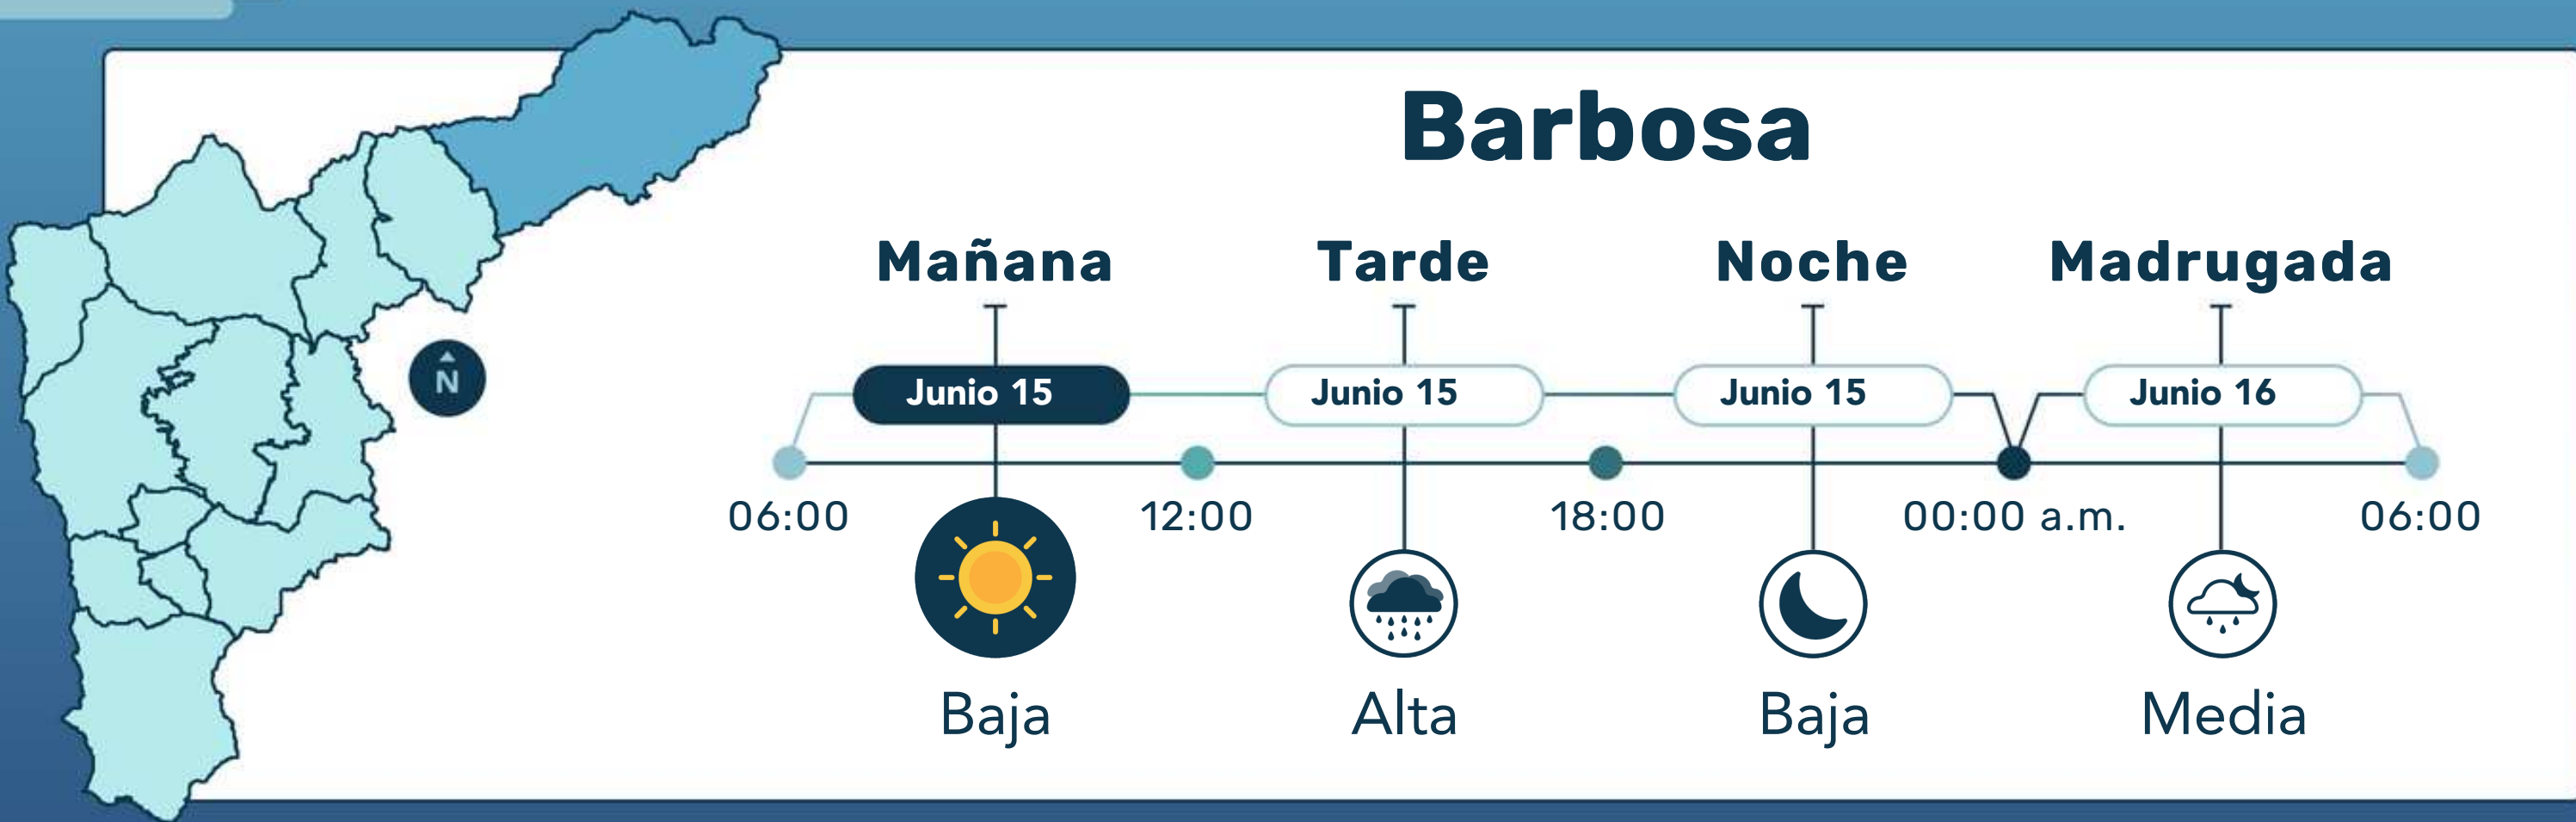 Barbosa
Mañana Tarde Noche Madrugada
Junio 15 Junio 15 Junio 15 Junio 16
N
06:00 12:00 18:00 00:00 a.m. 06:00
Baja Alta Baja Media